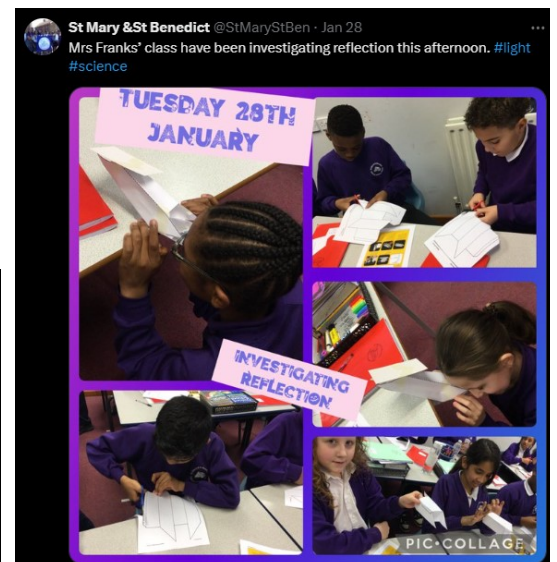 St Mary &St Benedict @StMaryStBen · Jan 28
Mrs Franks' class have been investigating reflection this afternoon. #light
#science
TUESDAY 28TH
JANUARY
INVESTIGATING
REFLECTION
PIC•COLLAGE